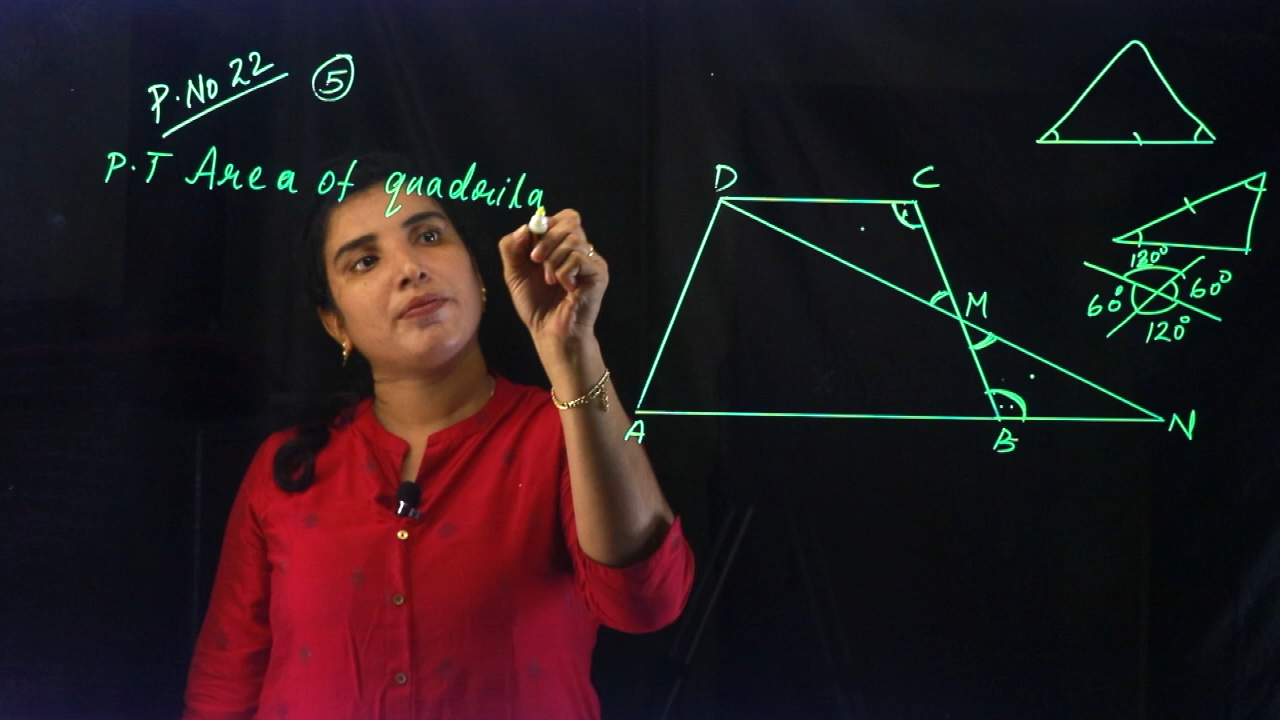 P.No 22 ⑤
P.T Area of quadrila
D C
M
A B N
120°
60° 60°
120°